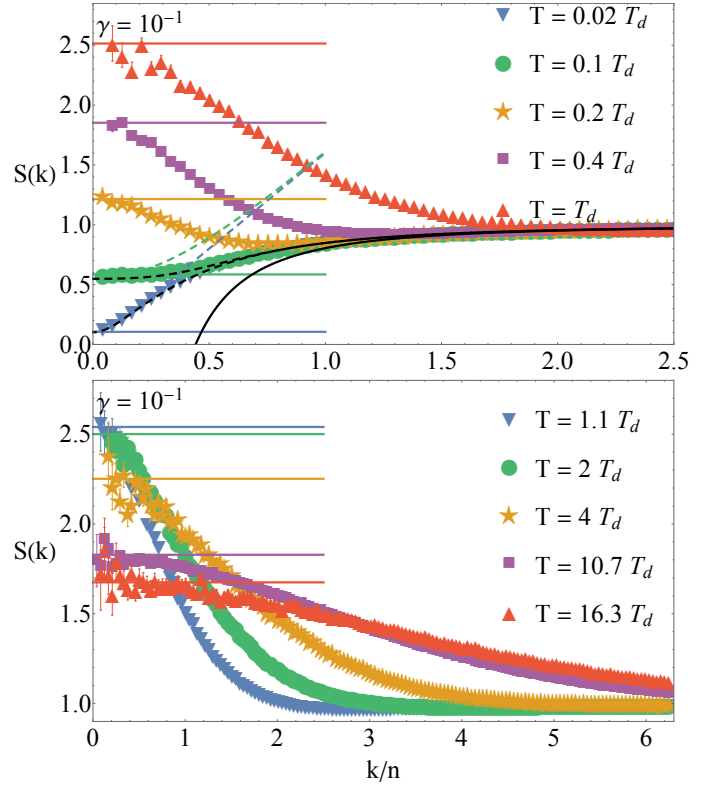 γ = 10⁻¹
T = 0.02 T_d
T = 0.1 T_d
T = 0.2 T_d
T = 0.4 T_d
T = T_d
S(k)
2.5
2.0
1.5
1.0
0.5
0.0
0.0 0.5 1.0 1.5 2.0 2.5
γ = 10⁻¹
T = 1.1 T_d
T = 2 T_d
T = 4 T_d
T = 10.7 T_d
T = 16.3 T_d
S(k)
2.5
2.0
1.5
1.0
0 1 2 3 4 5 6
k/n